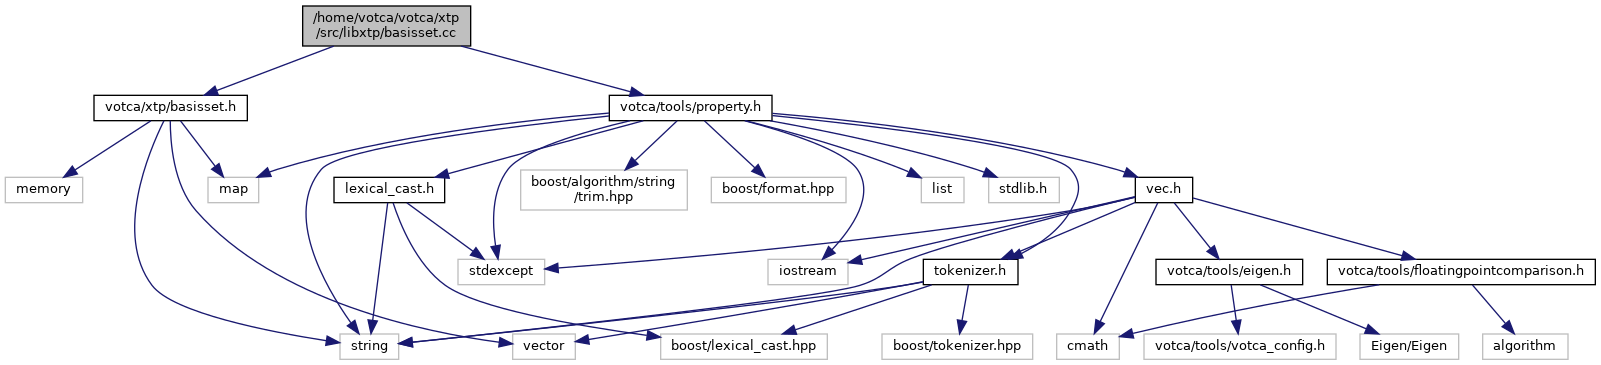 /home/votca/votca/xtp
/src/libxtp/basisset.cc
votca/xtp/basisset.h
votca/tools/property.h
memory
map
lexical_cast.h
boost/algorithm/string
/trim.hpp
boost/format.hpp
list
stdlib.h
vec.h
stdexcept
iostream
tokenizer.h
votca/tools/eigen.h
votca/tools/floatingpointcomparison.h
string
vector
boost/lexical_cast.hpp
boost/tokenizer.hpp
cmath
votca/tools/votca_config.h
Eigen/Eigen
algorithm